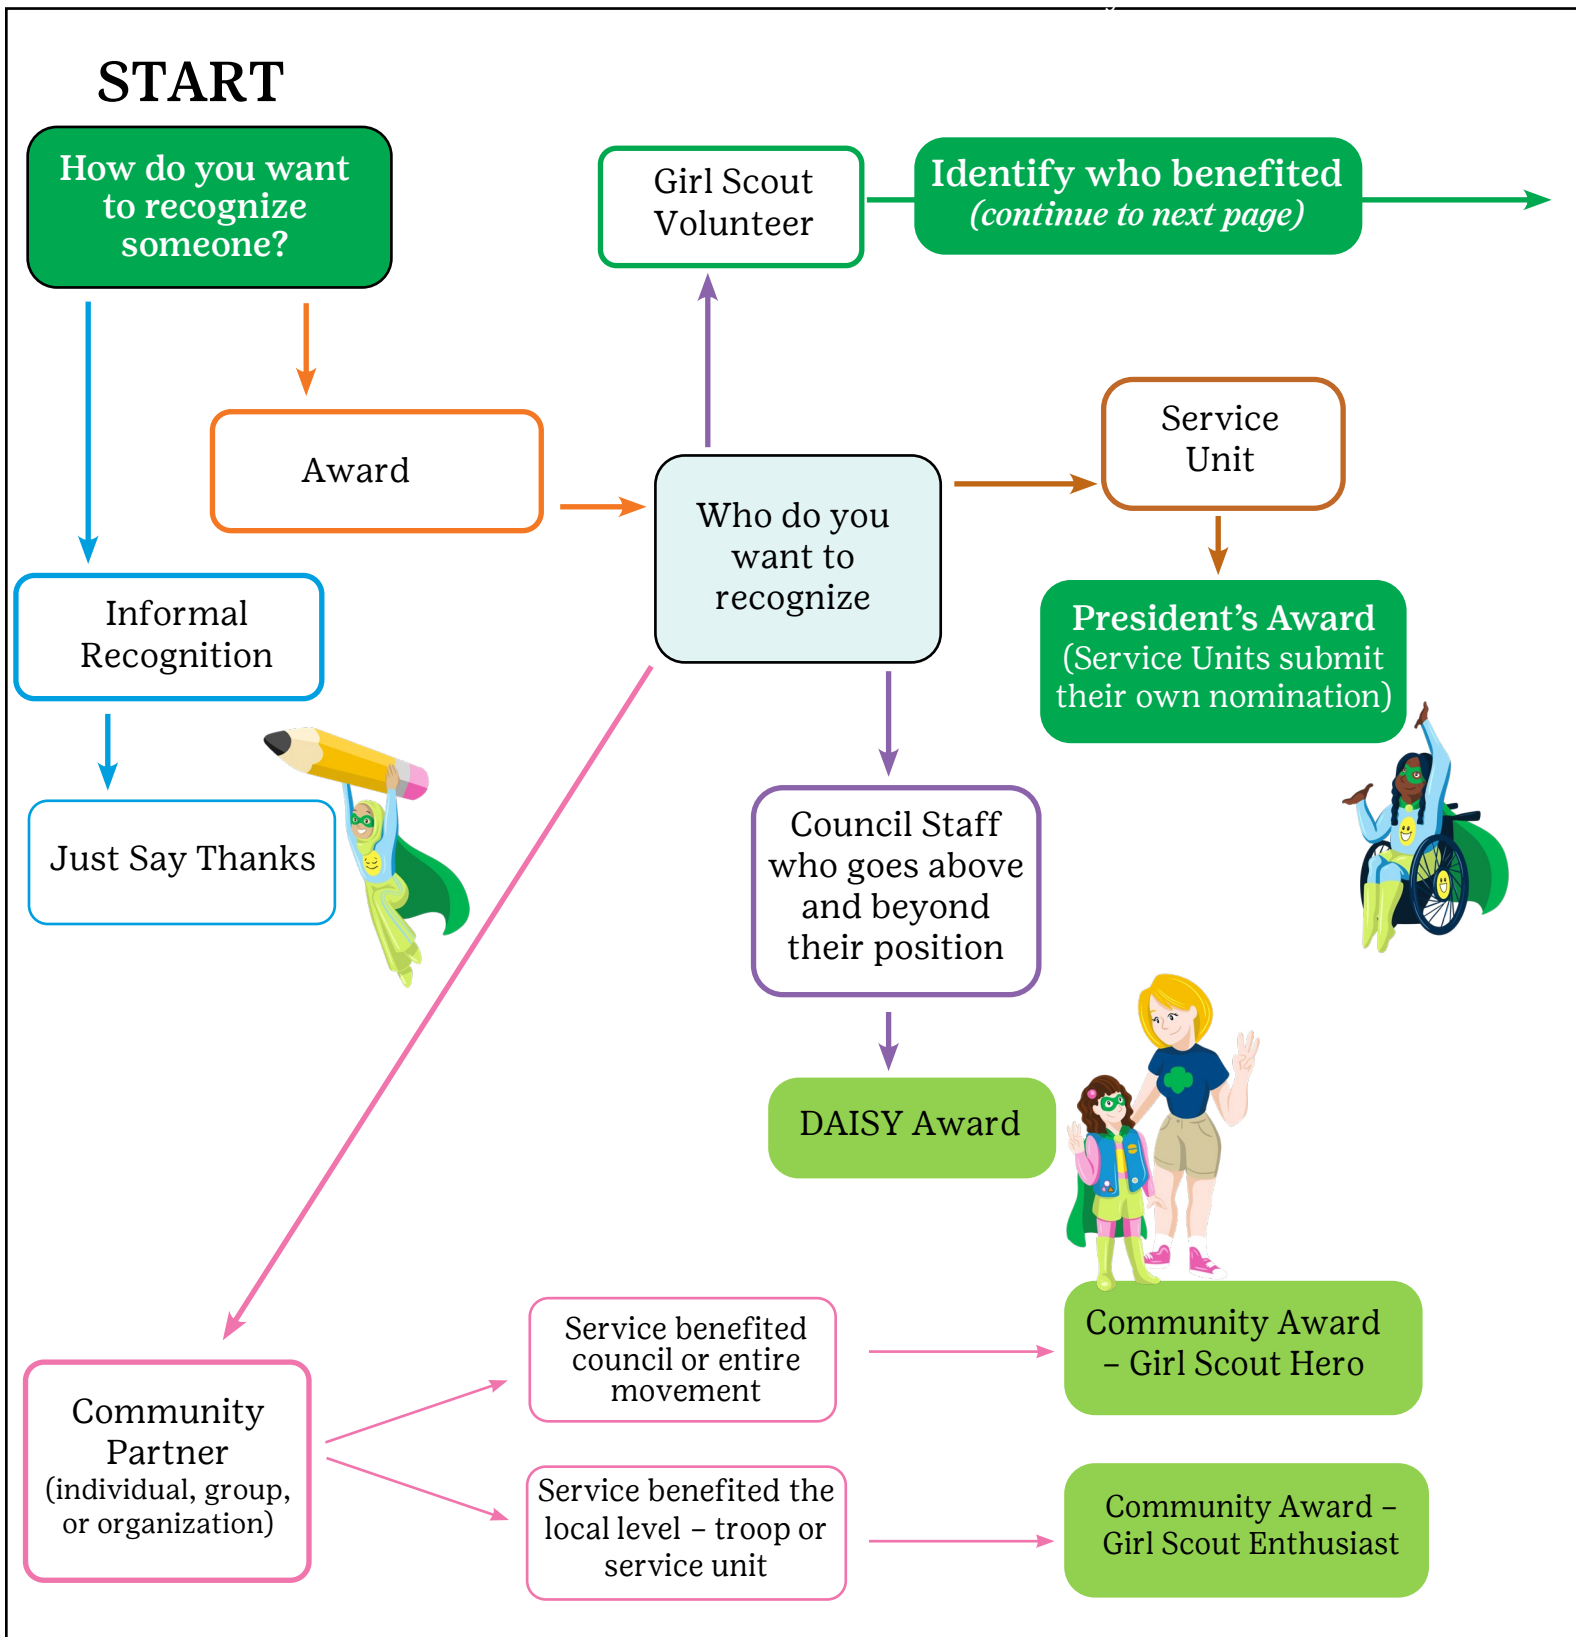 START
How do you want
to recognize
someone?
Girl Scout
Volunteer
Identify who benefited
(continue to next page)
Award
Who do you
want to
recognize
Service
Unit
President’s Award
(Service Units submit
their own nomination)
Informal
Recognition
Just Say Thanks
Council Staff
who goes above
and beyond
their position
DAISY Award
Community
Partner
(individual, group,
or organization)
Service benefited
council or entire
movement
Community Award
– Girl Scout Hero
Service benefited the
local level – troop or
service unit
Community Award –
Girl Scout Enthusiast